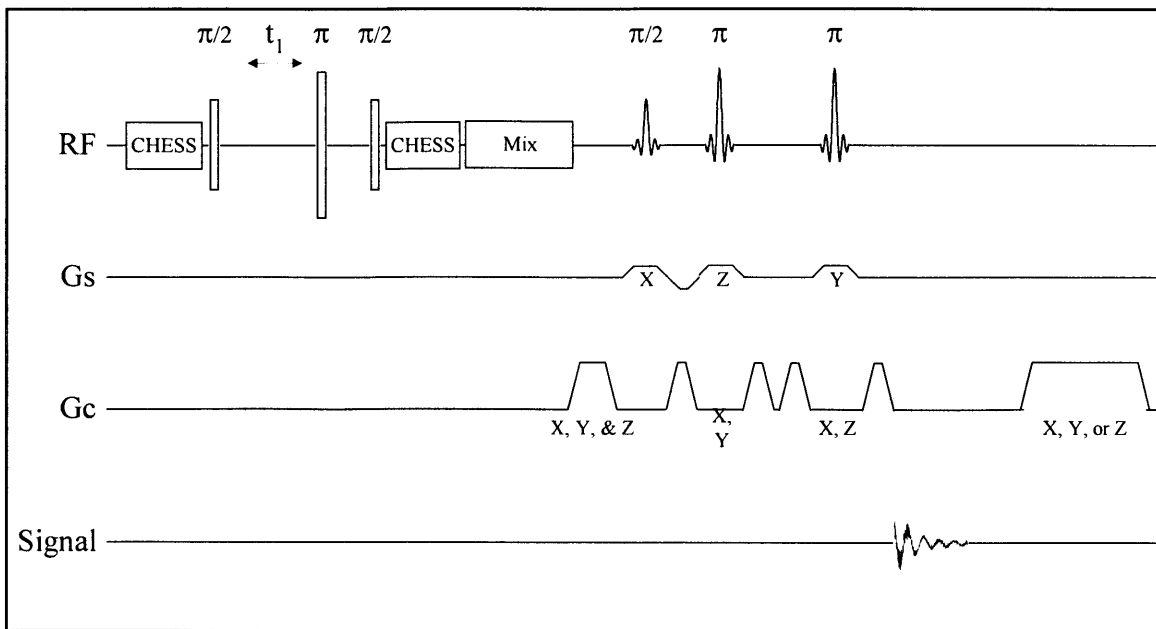 π/2 t₁ π π/2 π/2 π π
RF CHESS CHESS Mix
Gs X Z Y
Gc
X, Y, & Z X, Y X, Z X, Y, or Z
Signal